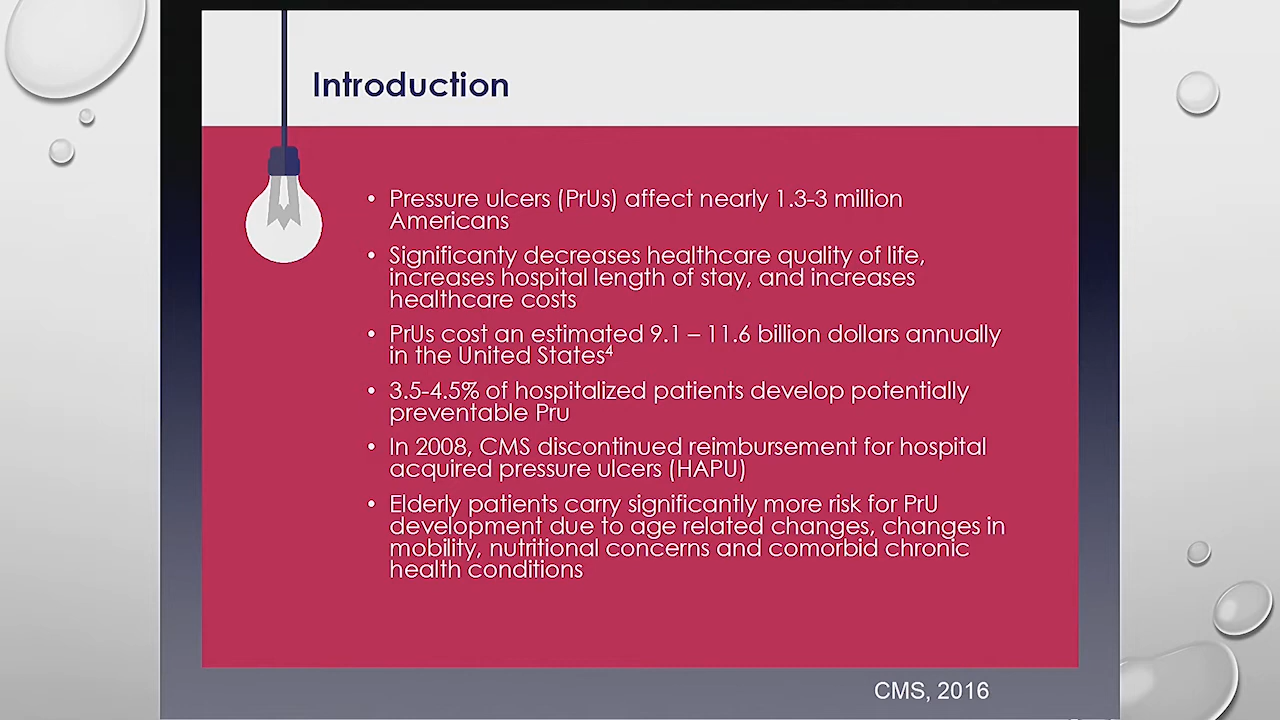 Introduction
• Pressure ulcers (PrUs) affect nearly 1.3-3 million
Americans
• Significanty decreases healthcare quality of life,
increases hospital length of stay, and increases
healthcare costs
• PrUs cost an estimated 9.1 – 11.6 billion dollars annually
in the United States⁴
• 3.5-4.5% of hospitalized patients develop potentially
preventable Pru
• In 2008, CMS discontinued reimbursement for hospital
acquired pressure ulcers (HAPU)
• Elderly patients carry significantly more risk for PrU
development due to age related changes, changes in
mobility, nutritional concerns and comorbid chronic
health conditions
CMS, 2016